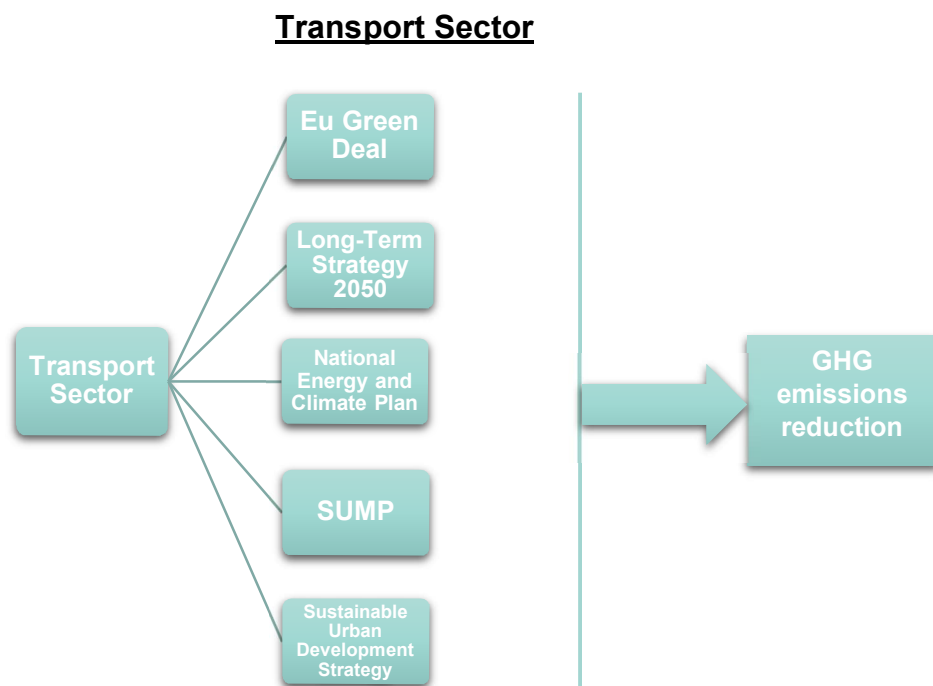 Transport Sector
Eu Green
Deal
Long-Term
Strategy
2050
Transport
Sector
National
Energy and
Climate Plan
GHG
emissions
reduction
SUMP
Sustainable
Urban
Development
Strategy